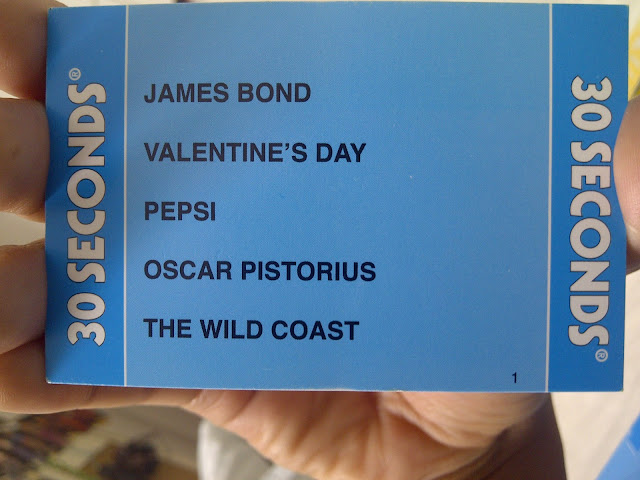 30 SECONDS®
JAMES BOND
VALENTINE'S DAY
PEPSI
OSCAR PISTORIUS
THE WILD COAST
1
30 SECONDS®